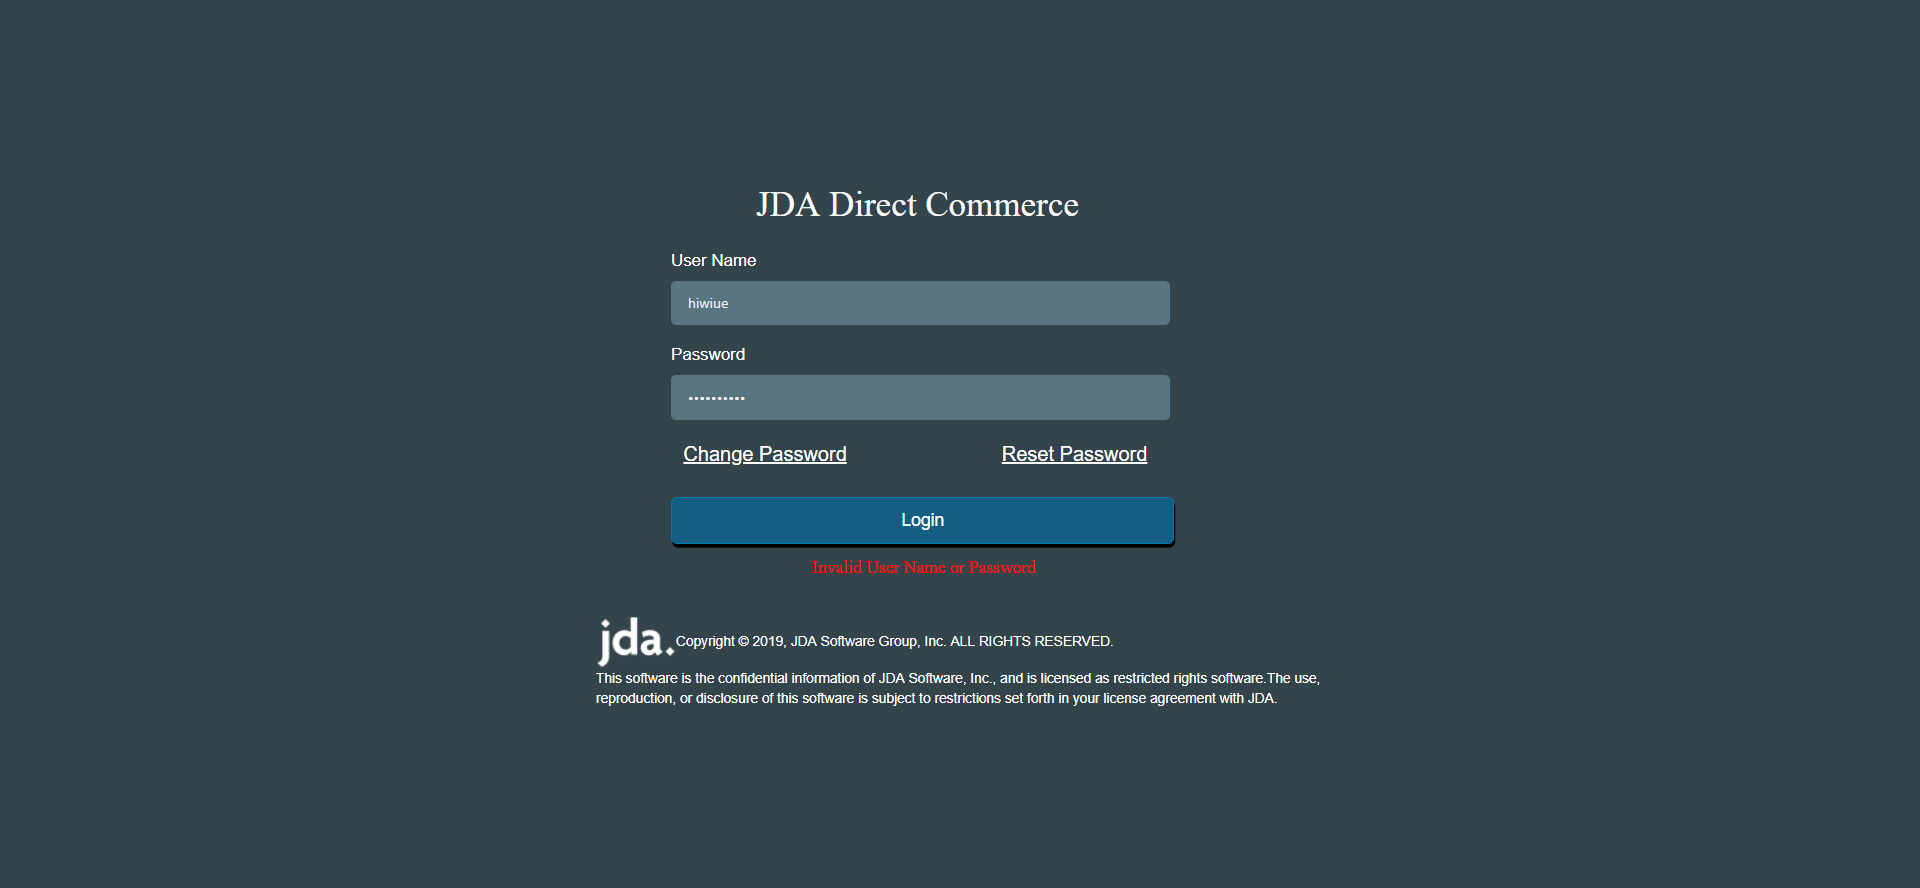 JDA Direct Commerce
User Name
hiwiue
Password
••••••••••
Change Password Reset Password
Login
Invalid User Name or Password
jda. Copyright © 2019, JDA Software Group, Inc. ALL RIGHTS RESERVED.
This software is the confidential information of JDA Software, Inc., and is licensed as restricted rights software.The use,
reproduction, or disclosure of this software is subject to restrictions set forth in your license agreement with JDA.